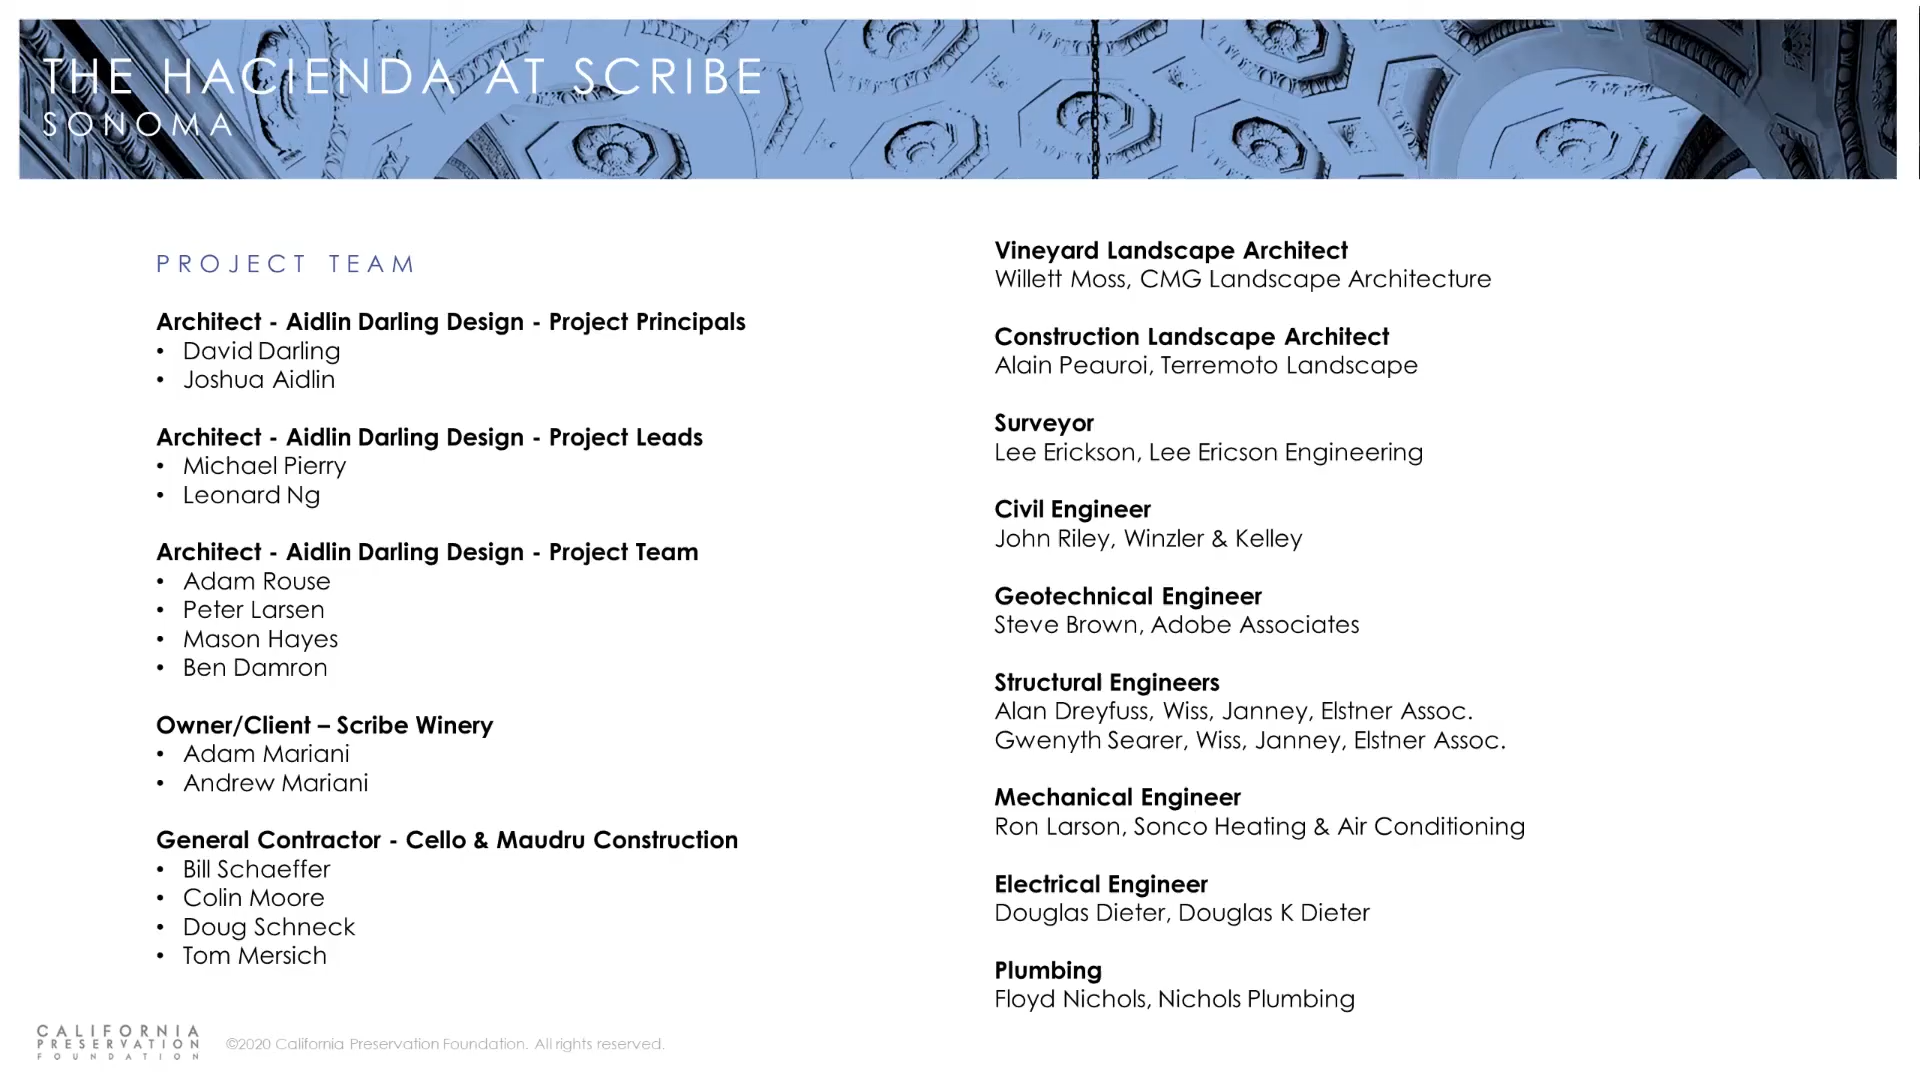 THE HACIENDA AT SCRIBE
SONOMA
PROJECT TEAM
Architect - Aidlin Darling Design - Project Principals
• David Darling
• Joshua Aidlin
Architect - Aidlin Darling Design - Project Leads
• Michael Pierry
• Leonard Ng
Architect - Aidlin Darling Design - Project Team
• Adam Rouse
• Peter Larsen
• Mason Hayes
• Ben Damron
Owner/Client – Scribe Winery
• Adam Mariani
• Andrew Mariani
General Contractor - Cello & Maudru Construction
• Bill Schaeffer
• Colin Moore
• Doug Schneck
• Tom Mersich
Vineyard Landscape Architect
Willett Moss, CMG Landscape Architecture
Construction Landscape Architect
Alain Peauroi, Terremoto Landscape
Surveyor
Lee Erickson, Lee Ericson Engineering
Civil Engineer
John Riley, Winzler & Kelley
Geotechnical Engineer
Steve Brown, Adobe Associates
Structural Engineers
Alan Dreyfuss, Wiss, Janney, Elstner Assoc.
Gwenyth Searer, Wiss, Janney, Elstner Assoc.
Mechanical Engineer
Ron Larson, Sonco Heating & Air Conditioning
Electrical Engineer
Douglas Dieter, Douglas K Dieter
Plumbing
Floyd Nichols, Nichols Plumbing
CALIFORNIA
PRESERVATION
FOUNDATION
©2020 California Preservation Foundation. All rights reserved.